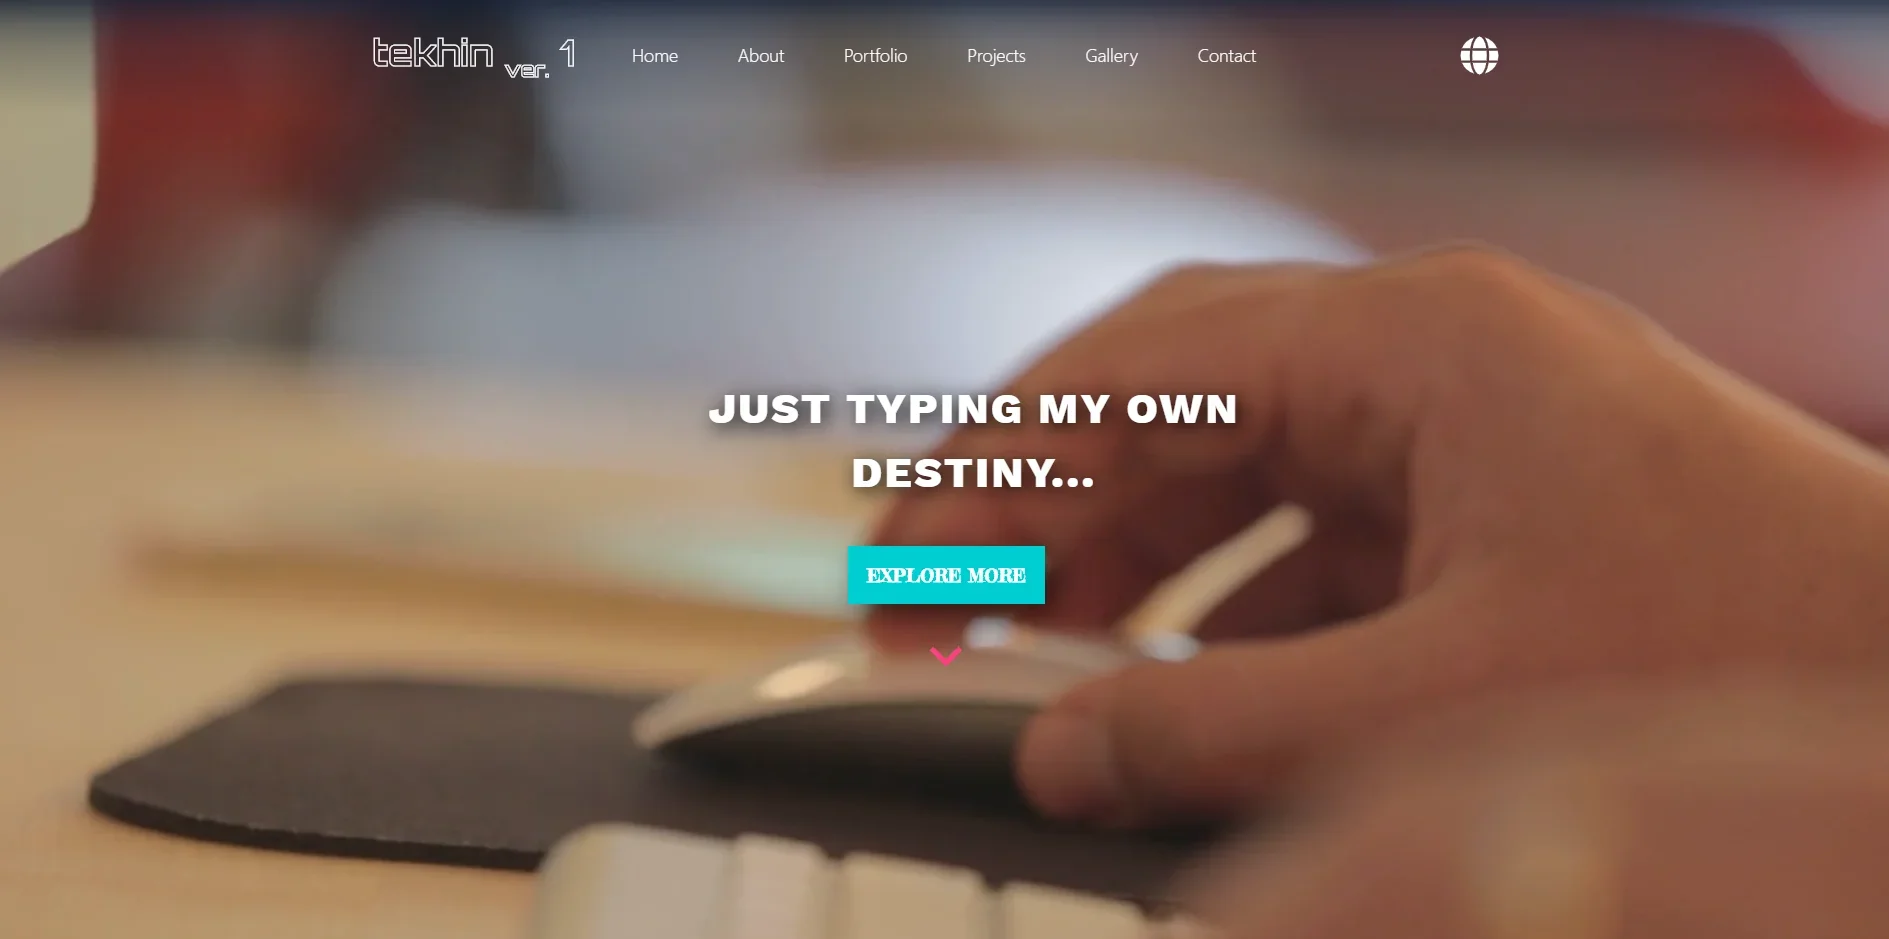 tekhin ver. 1
Home
About
Portfolio
Projects
Gallery
Contact
JUST TYPING MY OWN
DESTINY...
EXPLORE MORE